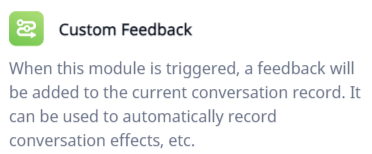 Custom Feedback
When this module is triggered, a feedback will
be added to the current conversation record. It
can be used to automatically record
conversation effects, etc.